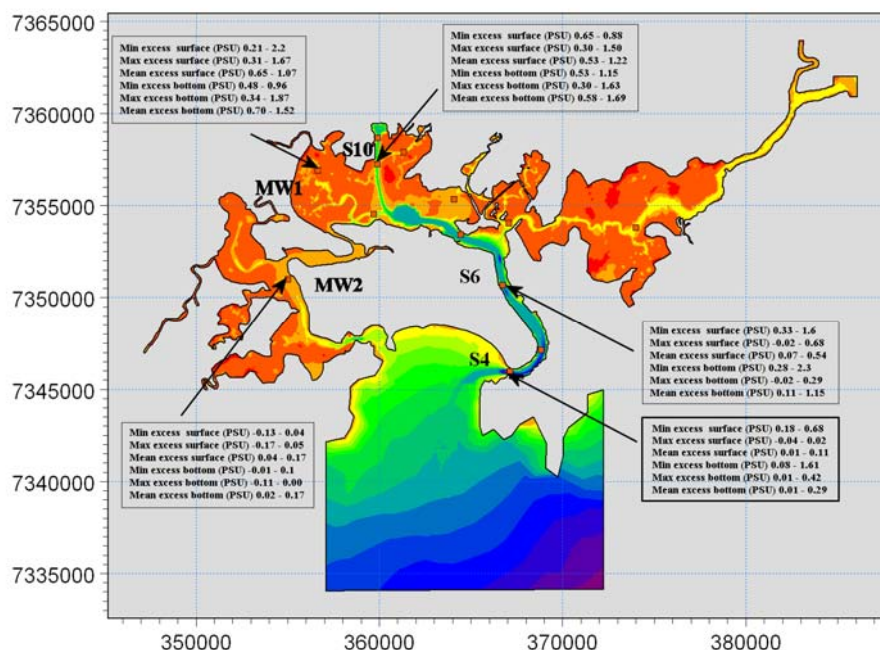 7365000
7360000
7355000
7350000
7345000
7340000
7335000
350000
360000
370000
380000
Min excess surface (PSU) 0.21 - 2.2
Max excess surface (PSU) 0.31 - 1.67
Mean excess surface (PSU) 0.65 - 1.07
Min excess bottom (PSU) 0.48 - 0.96
Max excess bottom (PSU) 0.34 - 1.87
Mean excess bottom (PSU) 0.70 - 1.52
Min excess surface (PSU) 0.65 - 0.88
Max excess surface (PSU) 0.30 - 1.50
Mean excess surface (PSU) 0.53 - 1.22
Min excess bottom (PSU) 0.53 - 1.15
Max excess bottom (PSU) 0.30 - 1.63
Mean excess bottom (PSU) 0.58 - 1.69
S10
MW1
MW2
S6
S4
Min excess surface (PSU) 0.33 - 1.6
Max excess surface (PSU) -0.02 - 0.68
Mean excess surface (PSU) 0.07 - 0.54
Min excess bottom (PSU) 0.28 - 2.3
Max excess bottom (PSU) -0.02 - 0.29
Mean excess bottom (PSU) 0.11 - 1.15
Min excess surface (PSU) 0.18 - 0.68
Max excess surface (PSU) -0.04 - 0.02
Mean excess surface (PSU) 0.01 - 0.11
Min excess bottom (PSU) 0.08 - 1.61
Max excess bottom (PSU) 0.01 - 0.42
Mean excess bottom (PSU) 0.01 - 0.29
Min excess surface (PSU) -0.13 - 0.04
Max excess surface (PSU) -0.17 - 0.05
Mean excess surface (PSU) 0.04 - 0.17
Min excess bottom (PSU) -0.01 - 0.1
Max excess bottom (PSU) -0.11 - 0.00
Mean excess bottom (PSU) 0.02 - 0.17